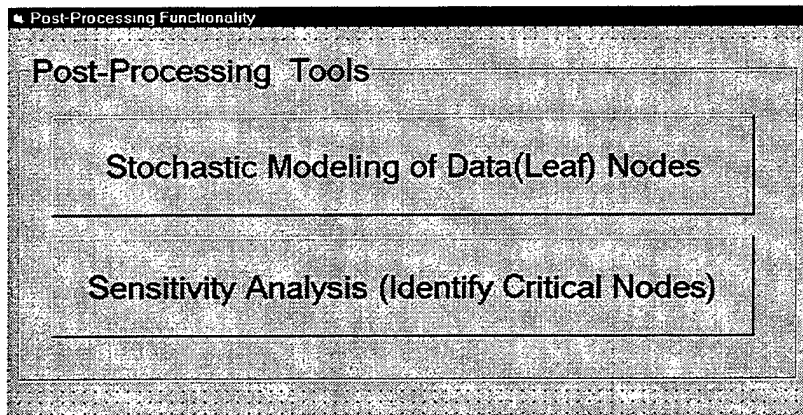 Post-Processing Functionality
Post-Processing Tools
Stochastic Modeling of Data(Leaf) Nodes
Sensitivity Analysis (Identify Critical Nodes)